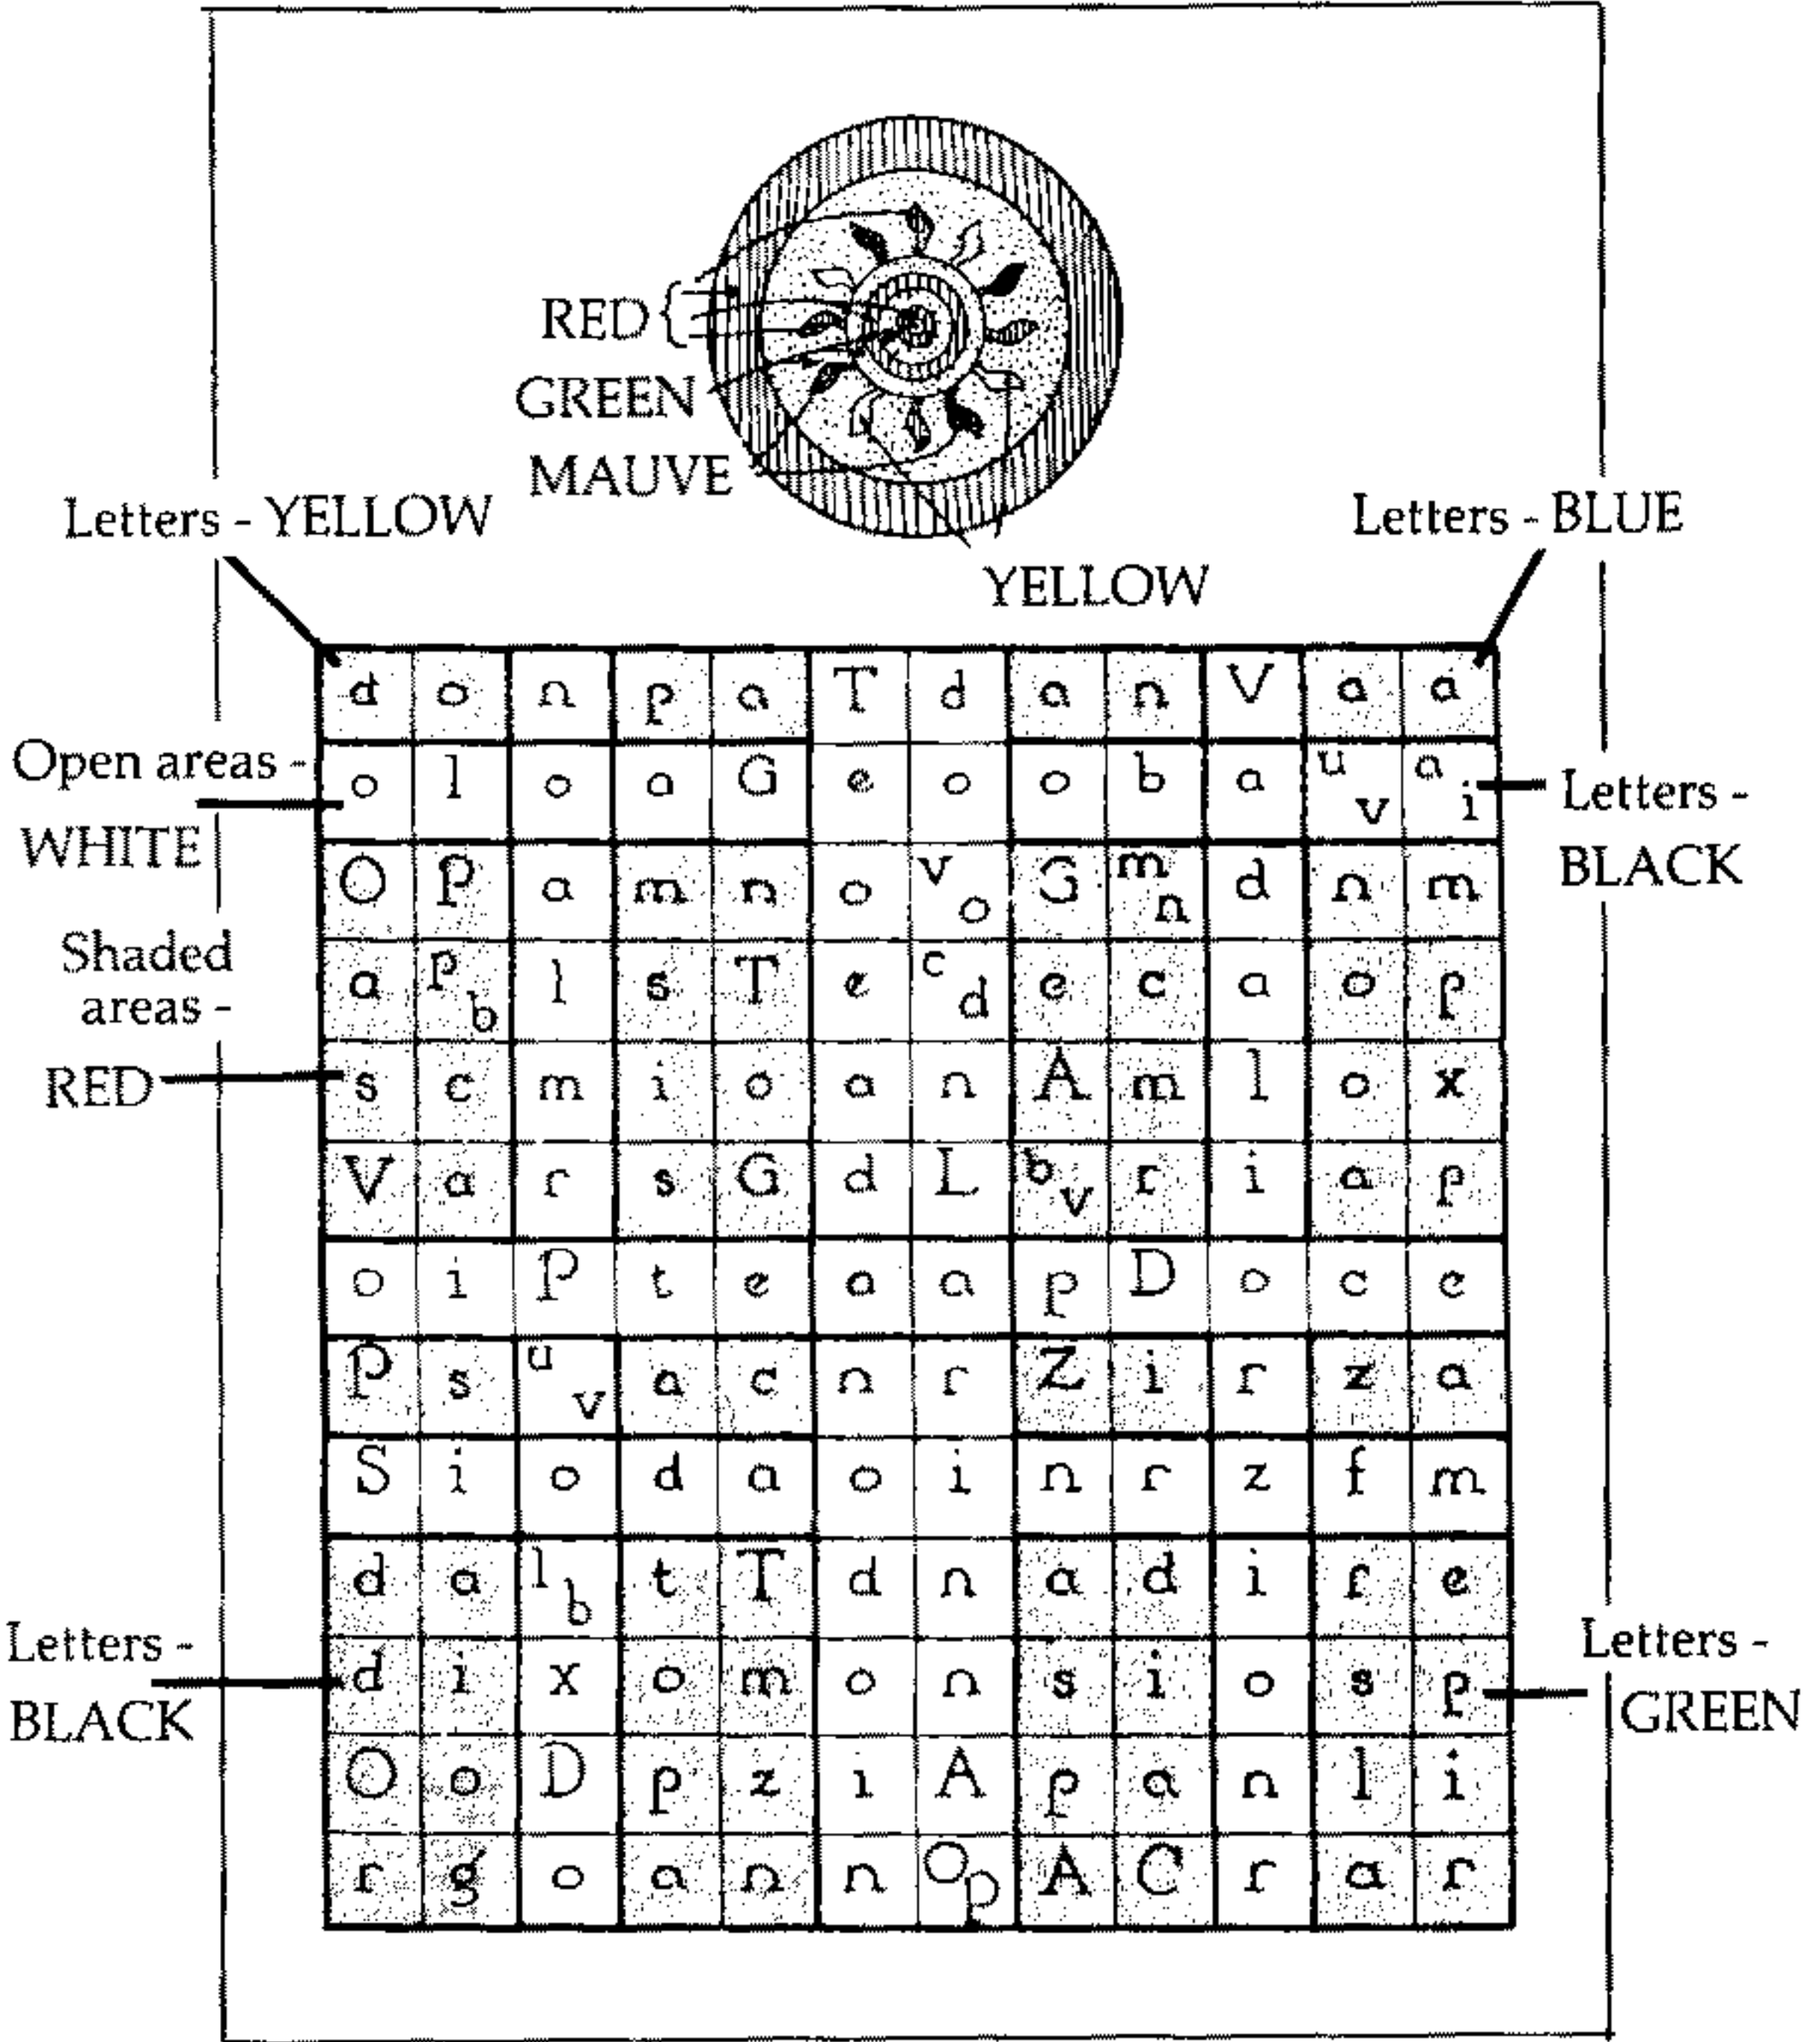 RED
GREEN
MAUVE
Letters - YELLOW
Letters - BLUE
YELLOW
d o n p a T d a n V a a
Open areas -
WHITE
o l o a G e o o b a u v a i
Letters -
BLACK
O P a m n o v o G m n d n m
Shaded
areas -
RED
a p b l s T e c d e c a o p
s c m i o a n A m l o x
V a r s G d L b v r i a p
o i P t e a a p D o c e
P s u v a c n r Z i r z a
S i o d a o i n r z f m
d a l b t T d n a d i r e
Letters -
BLACK
d i x o m o n s i o s p
Letters -
GREEN
O o D p z i A p a n l i
r g o a n n O p A C r a r